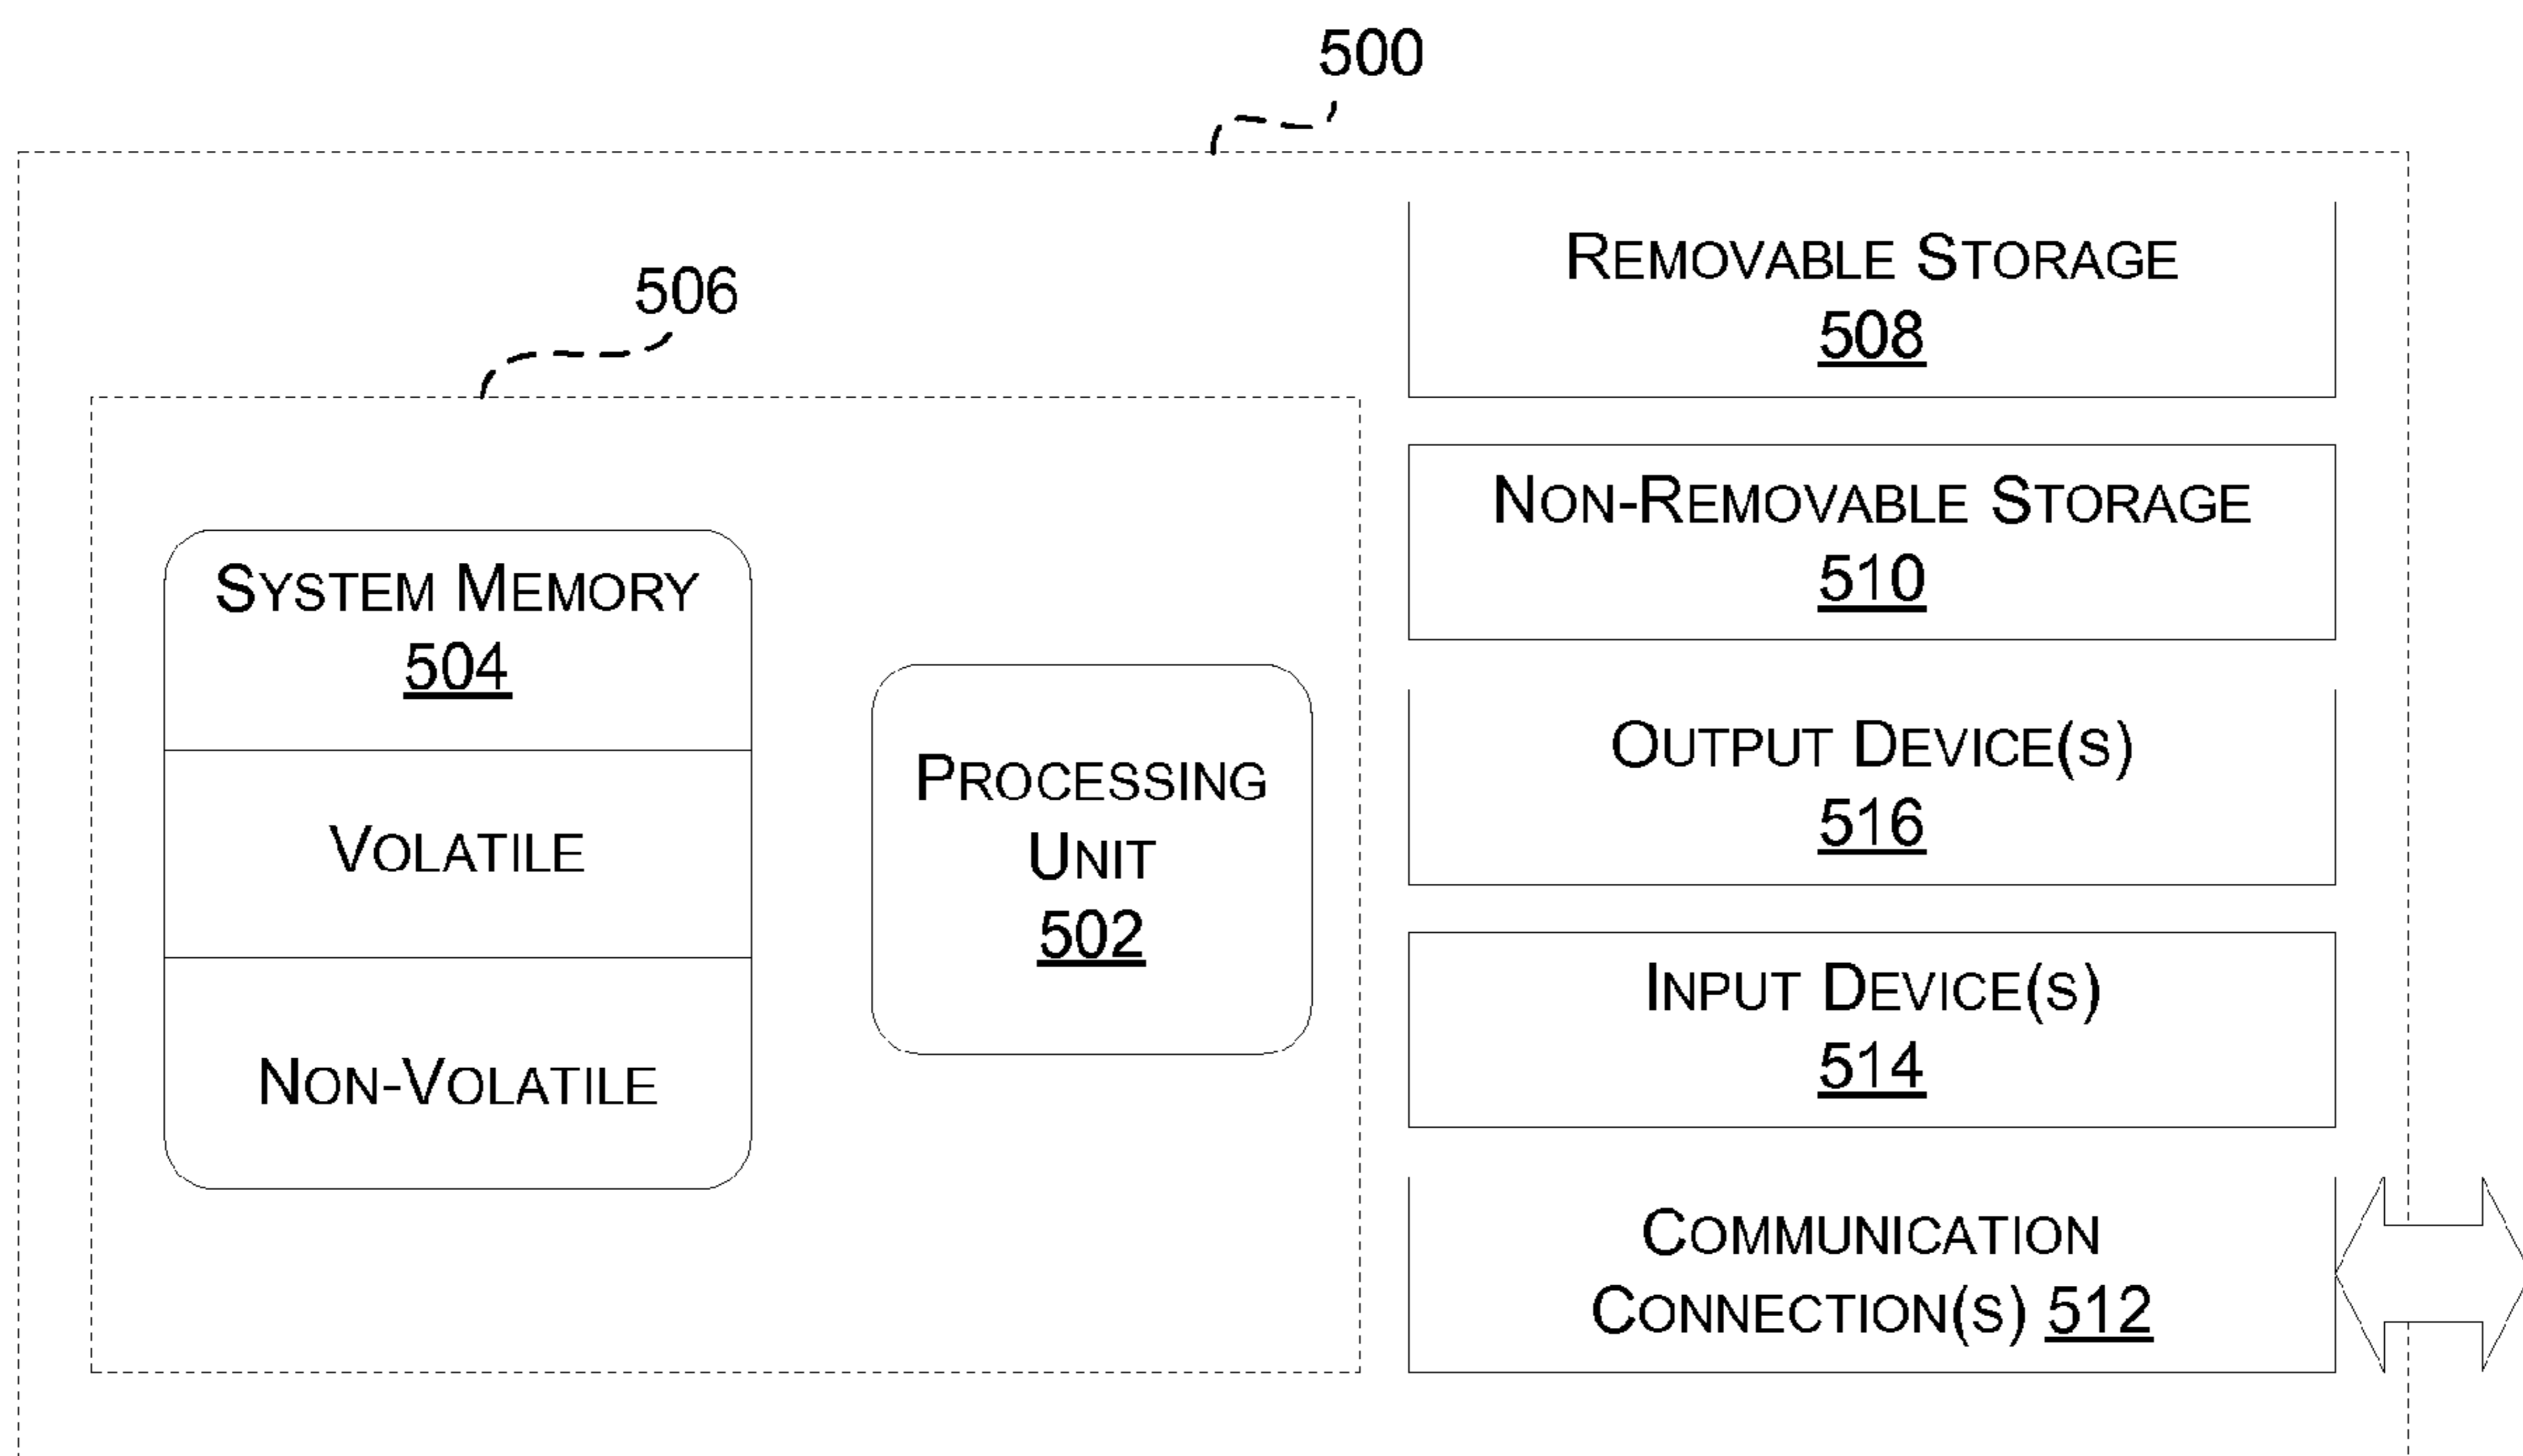 500
506
SYSTEM MEMORY
504
VOLATILE
NON-VOLATILE
PROCESSING
UNIT
502
REMOVABLE STORAGE
508
NON-REMOVABLE STORAGE
510
OUTPUT DEVICE(S)
516
INPUT DEVICE(S)
514
COMMUNICATION
CONNECTION(S) 512